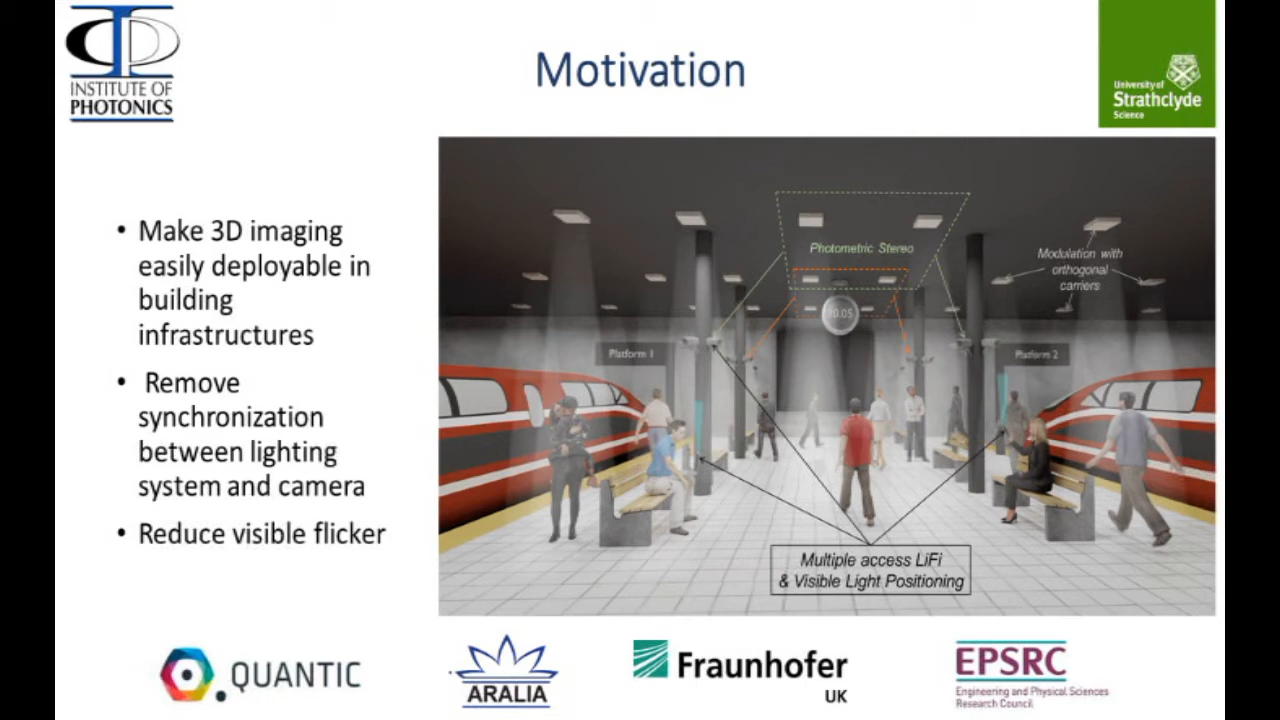 INSTITUTE OF
PHOTONICS
Motivation
University of
Strathclyde
Science
• Make 3D imaging
easily deployable in
building
infrastructures
• Remove
synchronization
between lighting
system and camera
• Reduce visible flicker
Photometric Stereo
Modulation with
orthogonal
carriers
10:05
Platform 1
Platform 2
Multiple access LiFi
& Visible Light Positioning
QUANTIC
ARALIA
Fraunhofer
UK
EPSRC
Engineering and Physical Sciences
Research Council